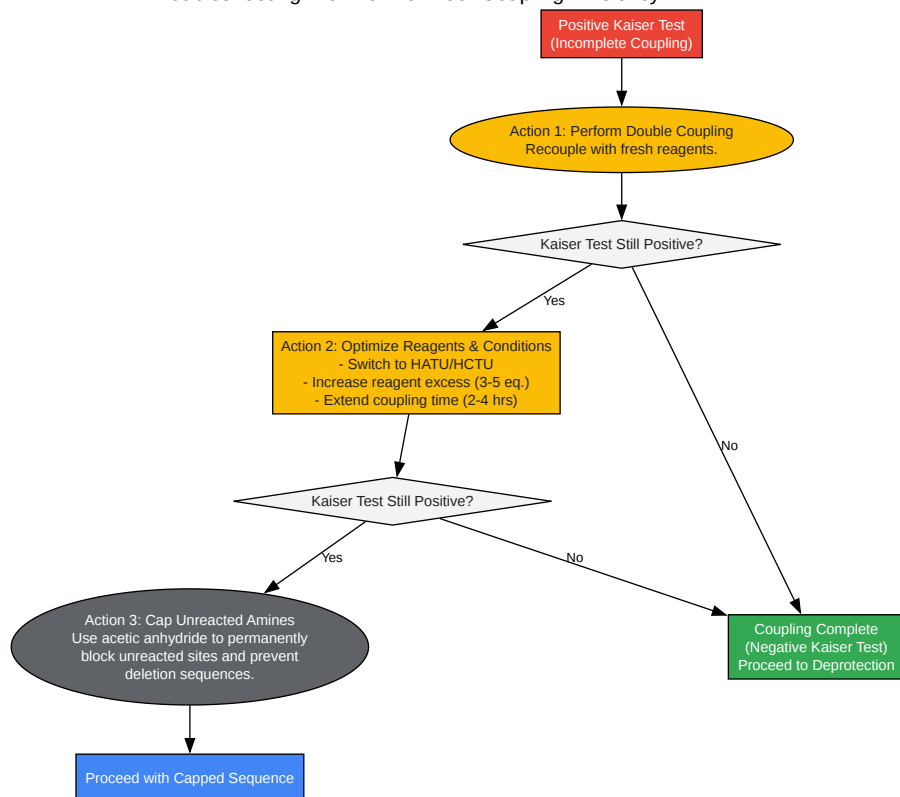 Positive Kaiser Test
(Incomplete Coupling)
Action 1: Perform Double Coupling
Recouple with fresh reagents.
Kaiser Test Still Positive?
Yes
Action 2: Optimize Reagents & Conditions
- Switch to HATU/HCTU
- Increase reagent excess (3-5 eq.)
- Extend coupling time (2-4 hrs)
No
Kaiser Test Still Positive?
Yes
No
Action 3: Cap Unreacted Amines
Use acetic anhydride to permanently
block unreacted sites and prevent
deletion sequences.
Coupling Complete
(Negative Kaiser Test)
Proceed to Deprotection
Proceed with Capped Sequence